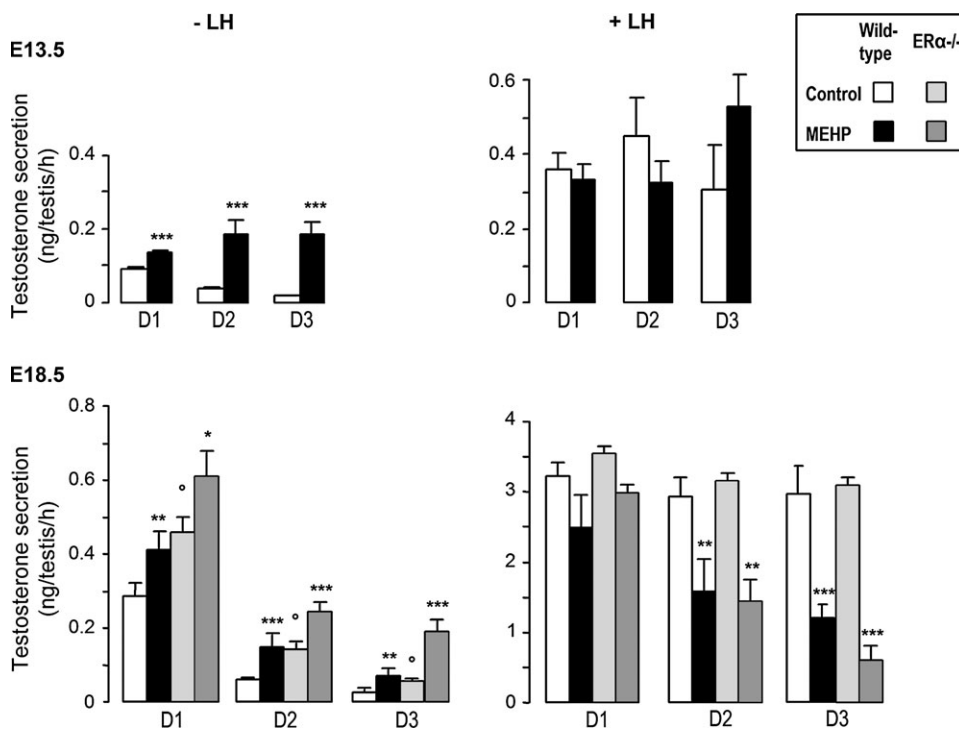 - LH
+ LH
Wild-
type
ERα-/-
Control
MEHP
E13.5
Testosterone secretion
(ng/testis/h)
0.4
0.2
0
***
***
***
D1
D2
D3
0.6
0.4
0.2
0
D1
D2
D3
E18.5
Testosterone secretion
(ng/testis/h)
0.8
0.6
0.4
0.2
0
**
°
*
***
°
***
**
°
***
D1
D2
D3
4
3
2
1
0
**
**
***
***
D1
D2
D3